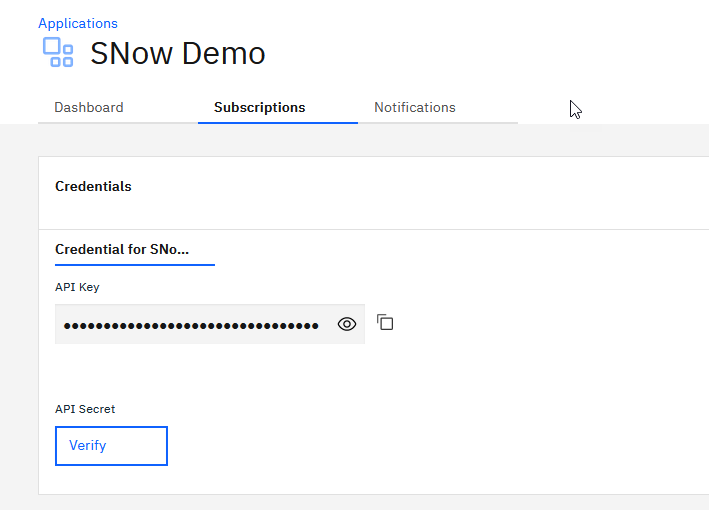 Applications
SNow Demo
Dashboard Subscriptions Notifications
Credentials
Credential for SNo...
API Key
••••••••••••••••••••••••••••••••
API Secret
Verify